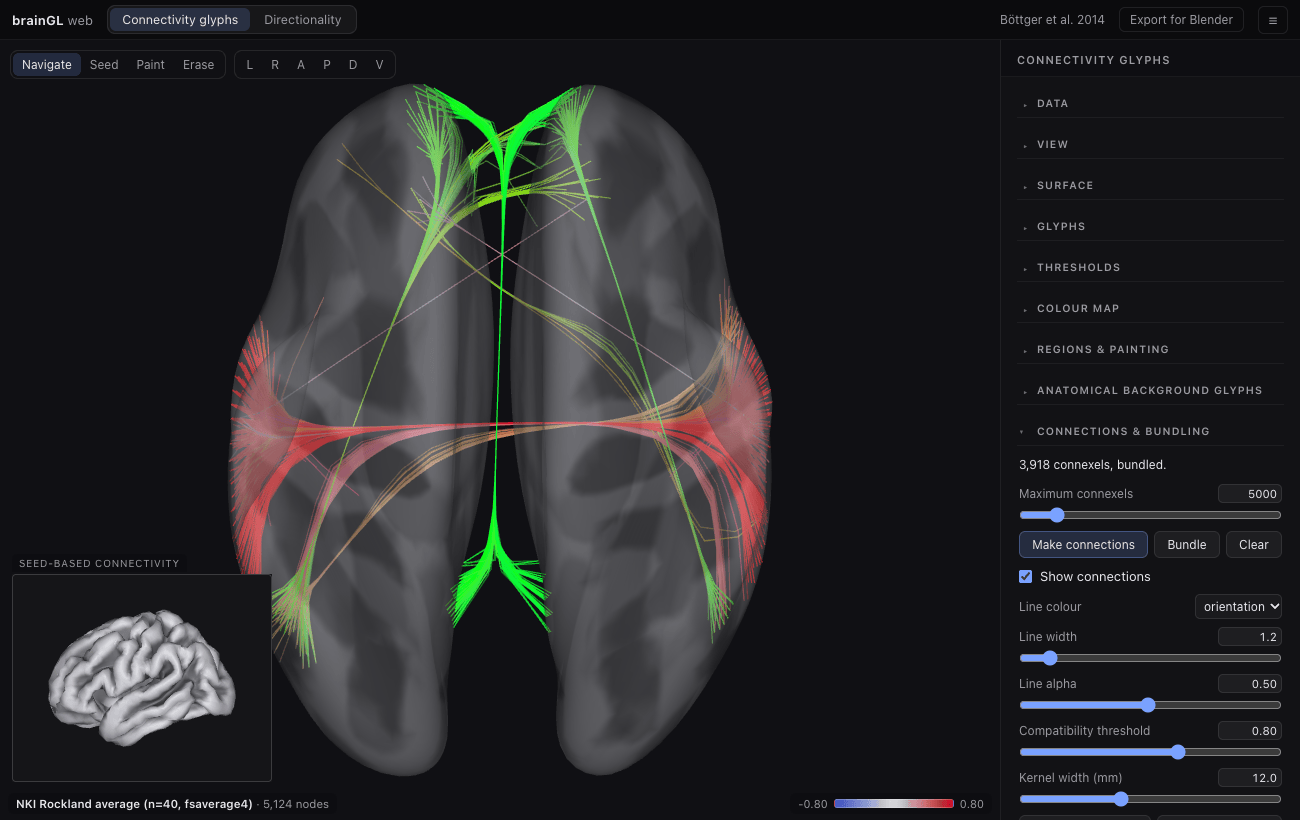 brainGL web Connectivity glyphs Directionality Böttger et al. 2014 Export for Blender ≡
Navigate Seed Paint Erase L R A P D V
CONNECTIVITY GLYPHS
DATA
VIEW
SURFACE
GLYPHS
THRESHOLDS
COLOUR MAP
REGIONS & PAINTING
ANATOMICAL BACKGROUND GLYPHS
CONNECTIONS & BUNDLING
3,918 connexels, bundled.
Maximum connexels 5000
Make connections Bundle Clear
Show connections
Line colour orientation
Line width 1.2
Line alpha 0.50
Compatibility threshold 0.80
Kernel width (mm) 12.0
SEED-BASED CONNECTIVITY
NKI Rockland average (n=40, fsaverage4) · 5,124 nodes
-0.80 0.80